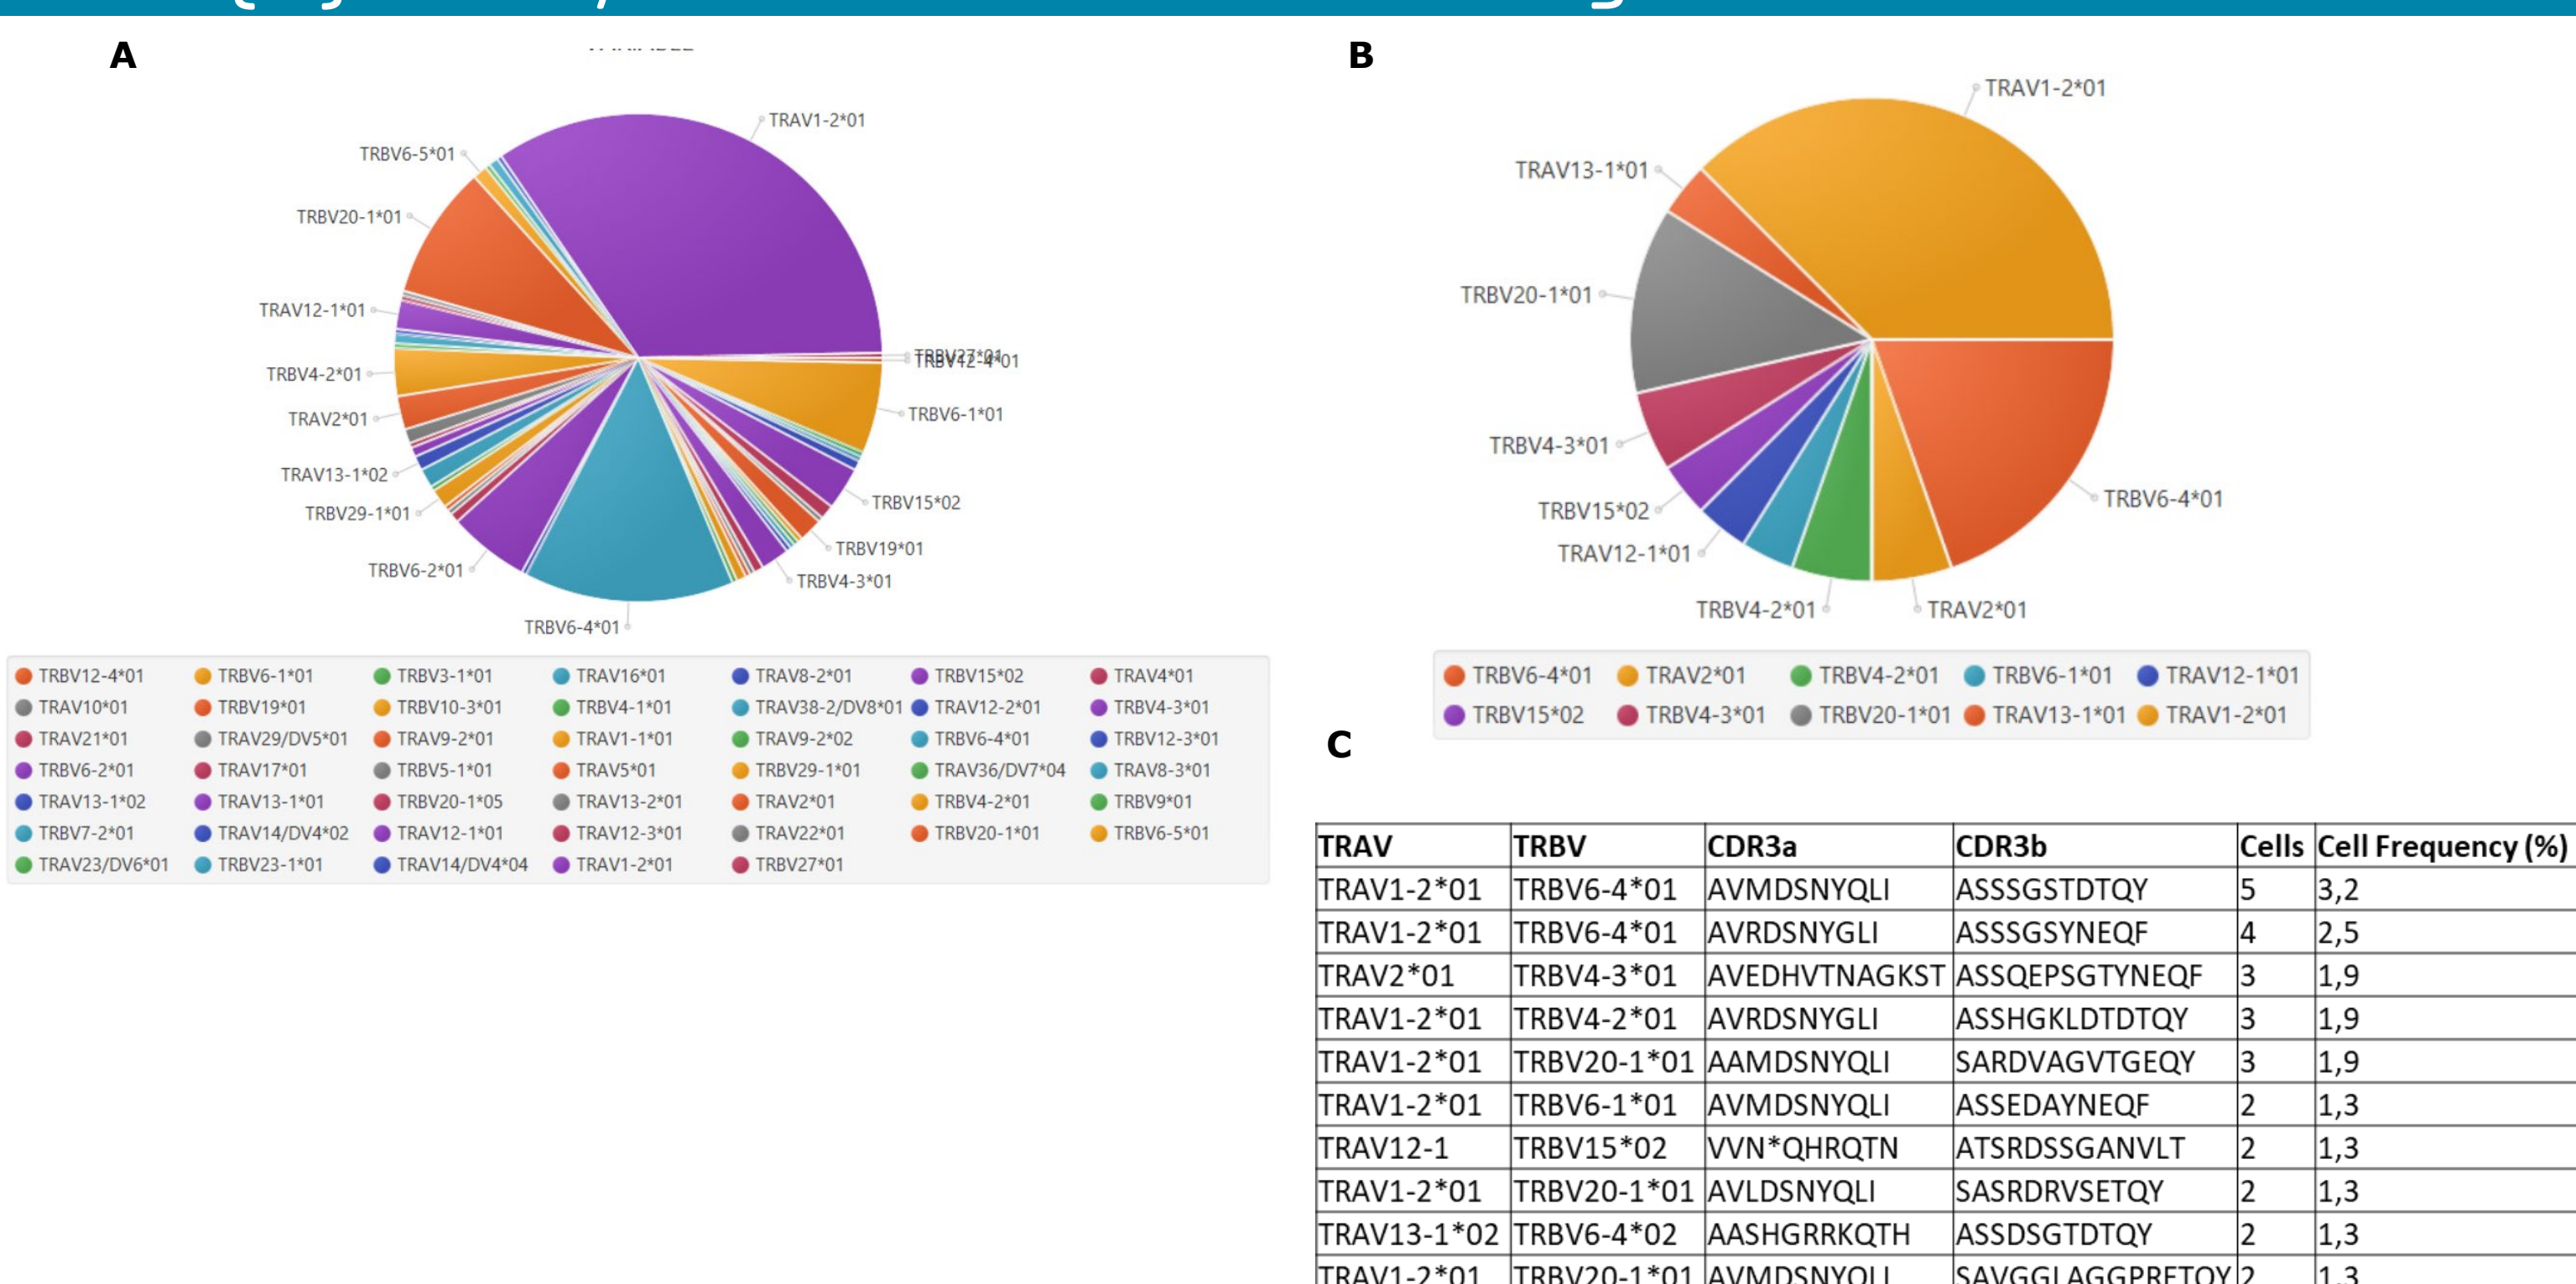 A
B
TRAV1-2*01
TRBV6-5*01
TRBV20-1*01
TRAV12-1*01
TRBV4-2*01
TRAV2*01
TRAV13-1*02
TRBV29-1*01
TRBV6-2*01
TRBV6-4*01
TRBV27*01
TRBV12-4*01
TRBV6-1*01
TRBV15*02
TRBV19*01
TRBV4-3*01
TRBV12-4*01 TRBV6-1*01 TRBV3-1*01 TRAV16*01 TRAV8-2*01 TRBV15*02 TRAV4*01
TRAV10*01 TRBV19*01 TRBV10-3*01 TRBV4-1*01 TRAV38-2/DV8*01 TRAV12-2*01 TRBV4-3*01
TRAV21*01 TRAV29/DV5*01 TRAV9-2*01 TRAV1-1*01 TRAV9-2*02 TRBV6-4*01 TRBV12-3*01
TRBV6-2*01 TRAV17*01 TRBV5-1*01 TRAV5*01 TRBV29-1*01 TRAV36/DV7*04 TRAV8-3*01
TRAV13-1*02 TRAV13-1*01 TRBV20-1*05 TRAV13-2*01 TRAV2*01 TRBV4-2*01 TRBV9*01
TRBV7-2*01 TRAV14/DV4*02 TRAV12-1*01 TRAV12-3*01 TRAV22*01 TRBV20-1*01 TRBV6-5*01
TRAV23/DV6*01 TRBV23-1*01 TRAV14/DV4*04 TRAV1-2*01 TRBV27*01
TRAV1-2*01
TRAV13-1*01
TRBV20-1*01
TRBV4-3*01
TRBV15*02
TRAV12-1*01
TRBV4-2*01
TRAV2*01
TRBV6-4*01
TRBV6-4*01 TRAV2*01 TRBV4-2*01 TRBV6-1*01 TRAV12-1*01
TRBV15*02 TRBV4-3*01 TRBV20-1*01 TRAV13-1*01 TRAV1-2*01
C
TRAV TRBV CDR3a CDR3b Cells Cell Frequency (%)
TRAV1-2*01 TRBV6-4*01 AVMDSNYQLI ASSSGSTDTQY 5 3,2
TRAV1-2*01 TRBV6-4*01 AVRDSNYGLI ASSSGSYNEQF 4 2,5
TRAV2*01 TRBV4-3*01 AVEDHVTNAGKST ASSQEPSGTYNEQF 3 1,9
TRAV1-2*01 TRBV4-2*01 AVRDSNYGLI ASSHGKLDTDTQY 3 1,9
TRAV1-2*01 TRBV20-1*01 AAMDSNYQLI SARDVAGVTGEQY 3 1,9
TRAV1-2*01 TRBV6-1*01 AVMDSNYQLI ASSEDAYNEQF 2 1,3
TRAV12-1 TRBV15*02 VVN*QHRQTN ATSRDSSGANVLT 2 1,3
TRAV1-2*01 TRBV20-1*01 AVLDSNYQLI SASRDRVSETQY 2 1,3
TRAV13-1*02 TRBV6-4*02 AASHGRRKQTH ASSDSGTDTQY 2 1,3
TRAV1-2*01 TRBV20-1*01 AVMDSNYQLI SAVGGLAGGPRETQY 2 1,3